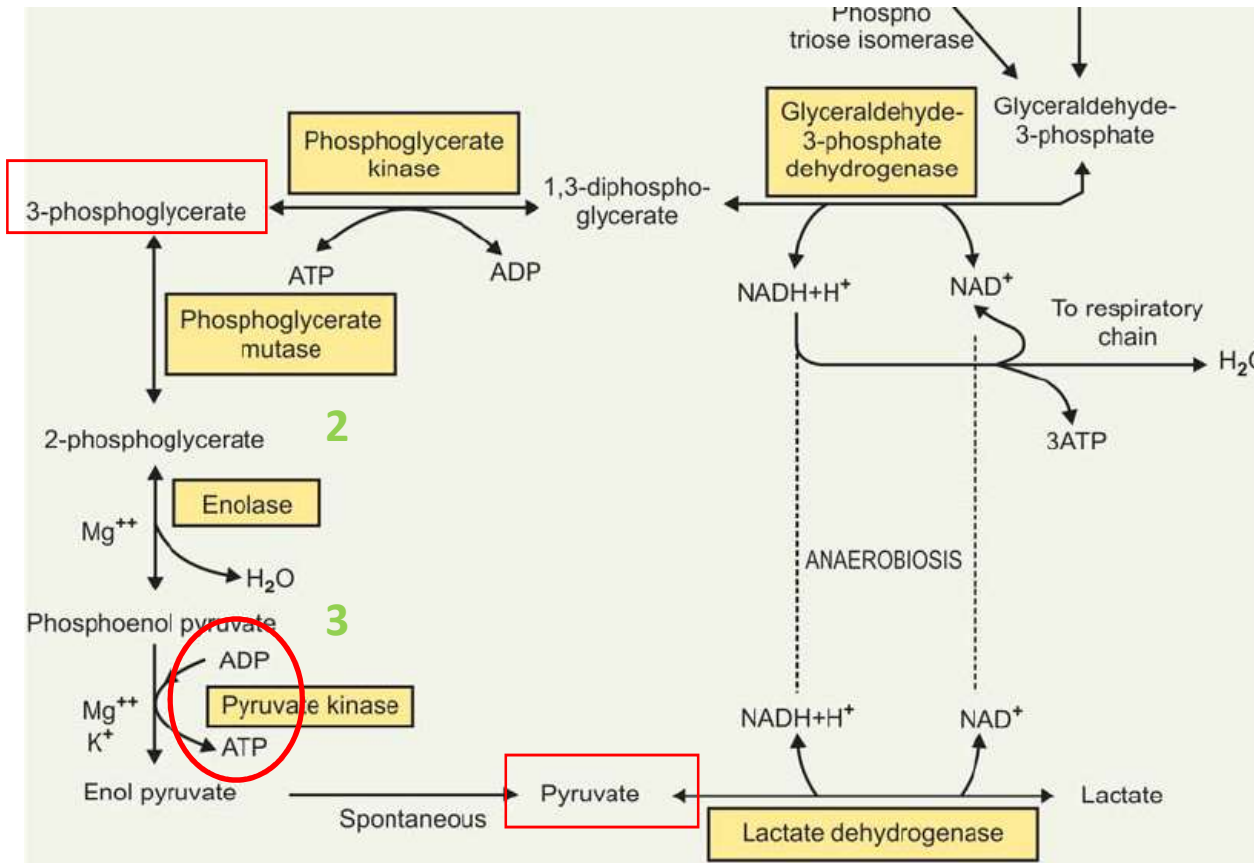 Phospho
triose isomerase
Glyceraldehyde-
3-phosphate
dehydrogenase
Glyceraldehyde-
3-phosphate
Phosphoglycerate
kinase
3-phosphoglycerate
1,3-diphospho-
glycerate
ATP
ADP
NADH+H⁺
NAD⁺
To respiratory
chain
H₂O
3ATP
Phosphoglycerate
mutase
2-phosphoglycerate
2
Enolase
Mg⁺⁺
H₂O
ANAEROBIOSIS
Phosphoenol pyruvate
3
ADP
Mg⁺⁺
K⁺
Pyruvate kinase
ATP
NADH+H⁺
NAD⁺
Enol pyruvate
Spontaneous
Pyruvate
Lactate
Lactate dehydrogenase